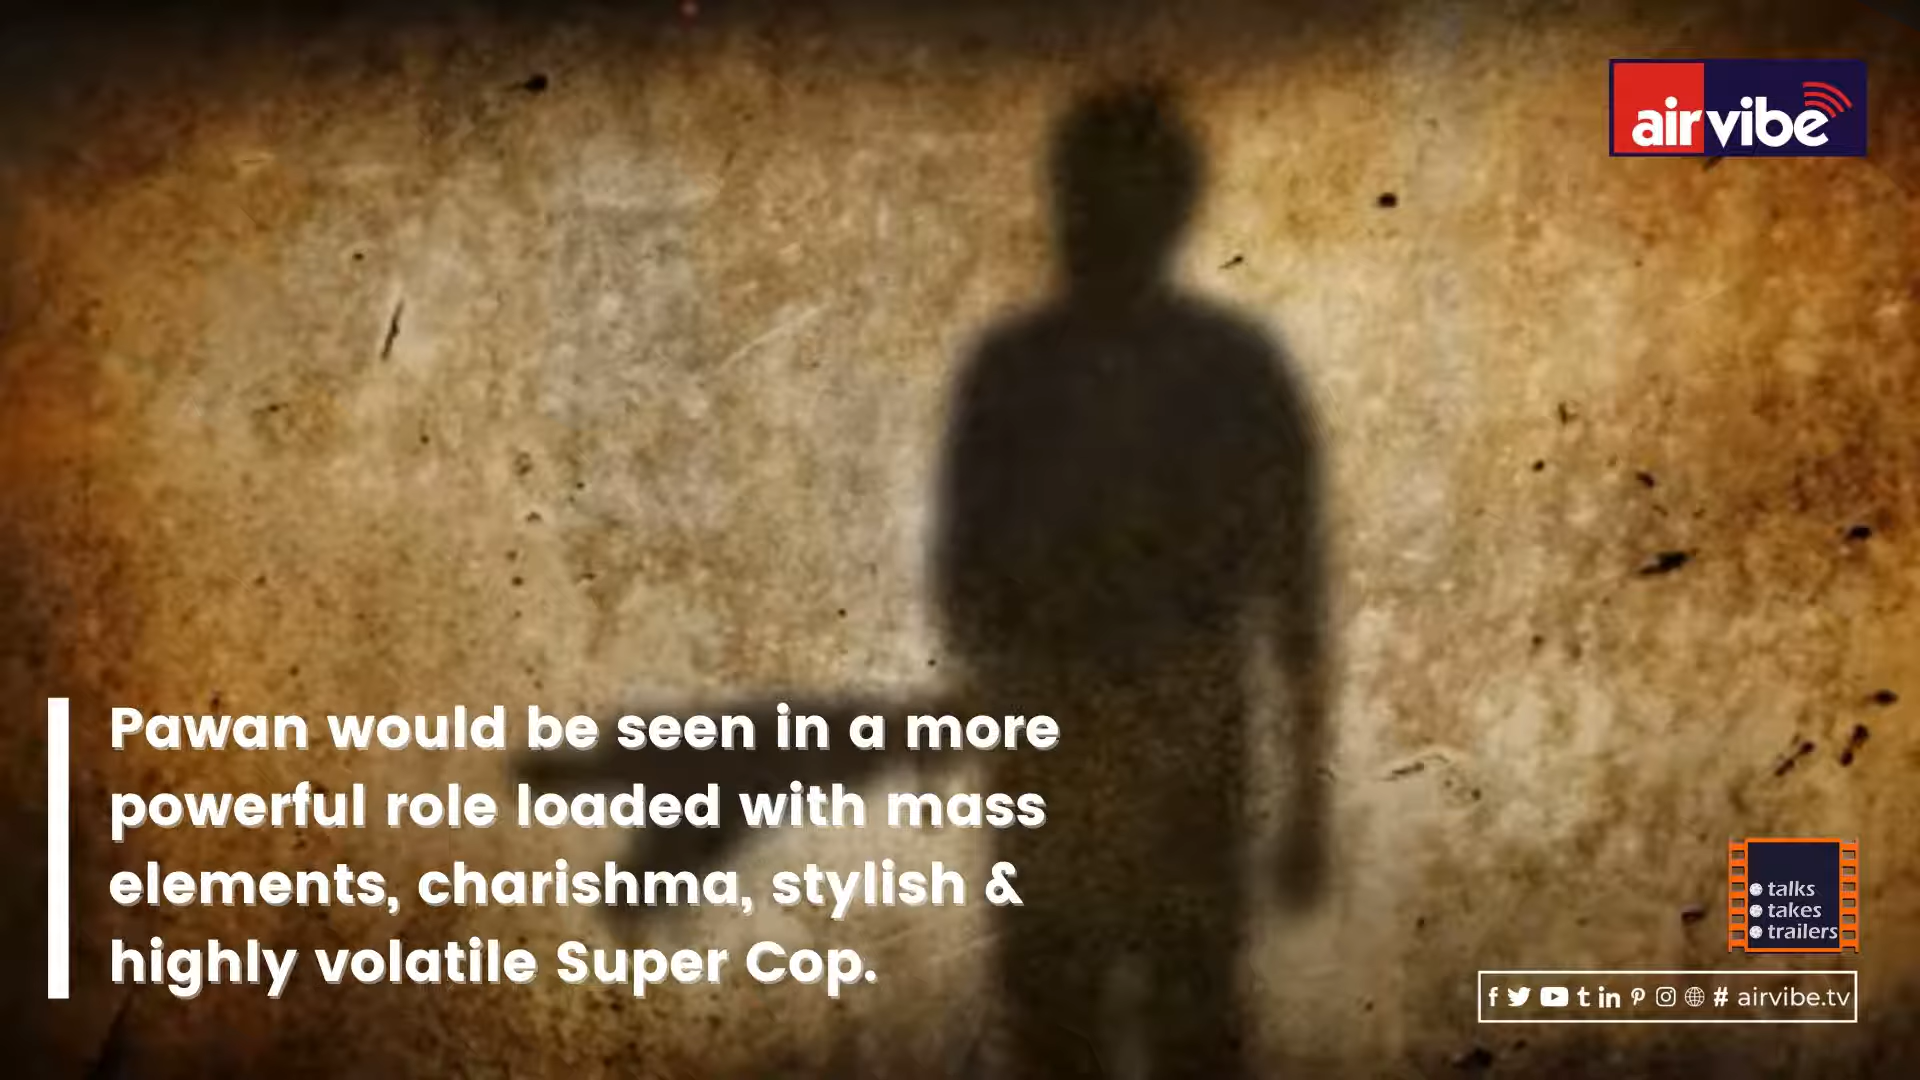 airvibe
Pawan would be seen in a more
powerful role loaded with mass
elements, charishma, stylish &
highly volatile Super Cop.
talks
takes
trailers
# airvibe.tv